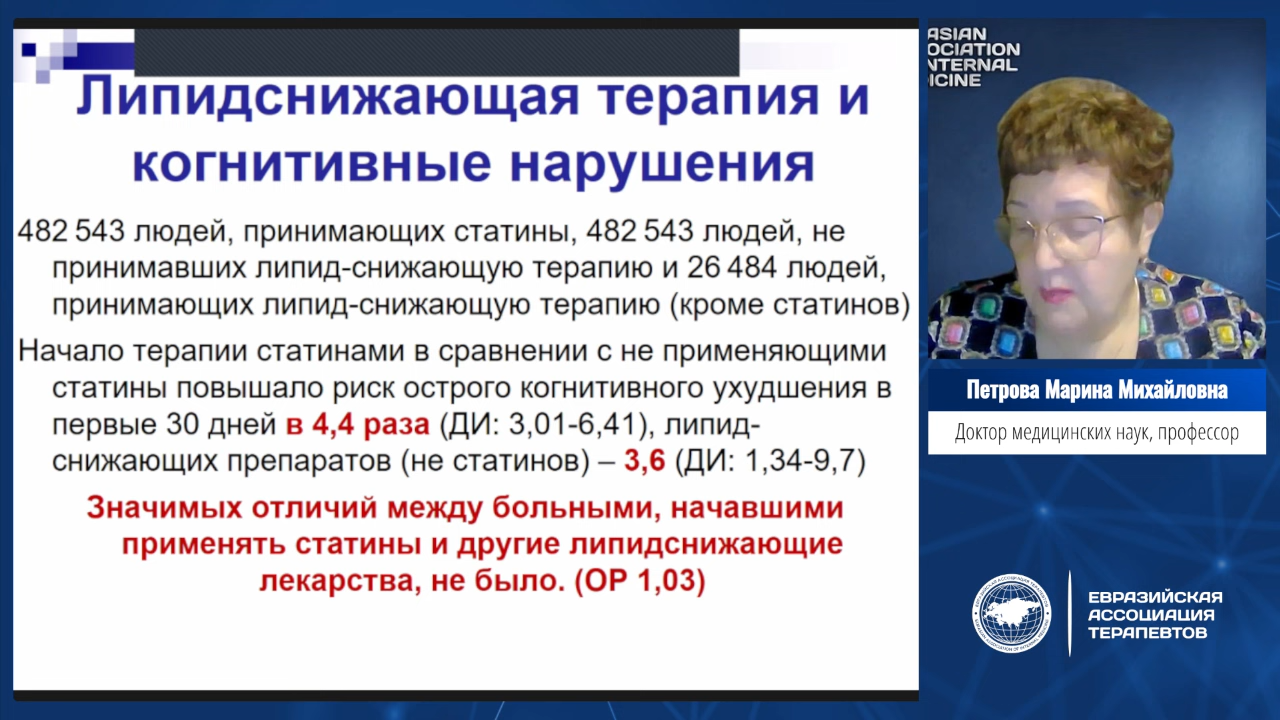 Липидснижающая терапия и
когнитивные нарушения
482 543 людей, принимающих статины, 482 543 людей, не
принимавших липид-снижающую терапию и 26 484 людей,
принимающих липид-снижающую терапию (кроме статинов)
Начало терапии статинами в сравнении с не применяющими
статины повышало риск острого когнитивного ухудшения в
первые 30 дней в 4,4 раза (ДИ: 3,01-6,41), липид-
снижающих препаратов (не статинов) – 3,6 (ДИ: 1,34-9,7)
Значимых отличий между больными, начавшими
применять статины и другие липидснижающие
лекарства, не было. (ОР 1,03)
ASIAN
OCIATION
NTERNAL
DICINE
Петрова Марина Михайловна
Доктор медицинских наук, профессор
ЕВРАЗИЙСКАЯ
АССОЦИАЦИЯ
ТЕРАПЕВТОВ